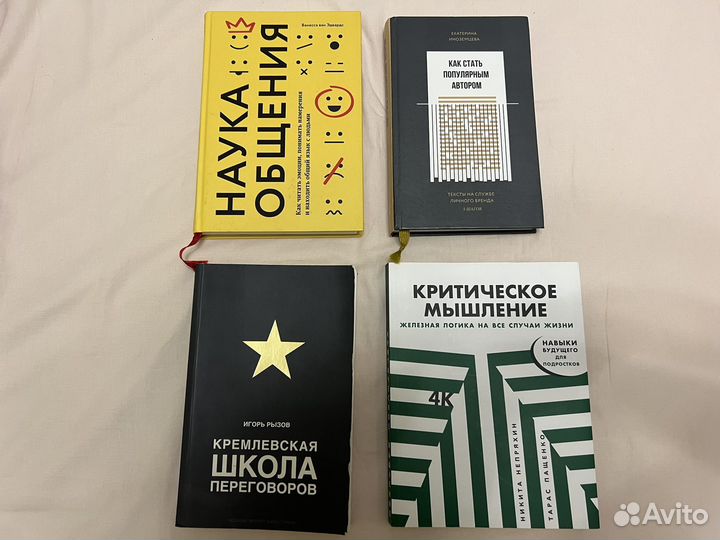 Ванесса ван Эдвардс
НАУКА
ОБЩЕНИЯ
Как читать эмоции, понимать намерения
и находить общий язык с людьми
ЕКАТЕРИНА
ИНОЗЕМЦЕВА
КАК СТАТЬ
ПОПУЛЯРНЫМ
АВТОРОМ
ТЕКСТЫ НА СЛУЖБЕ
ЛИЧНОГО БРЕНДА
ИГОРЬ РЫЗОВ
КРЕМЛЕВСКАЯ
ШКОЛА
ПЕРЕГОВОРОВ
КРИТИЧЕСКОЕ
МЫШЛЕНИЕ
ЖЕЛЕЗНАЯ ЛОГИКА НА ВСЕ СЛУЧАИ ЖИЗНИ
НАВЫКИ
БУДУЩЕГО
ДЛЯ
ПОДРОСТКОВ
4К
НИКИТА НЕПРЯХИН
ТАРАС ПАЩЕНКО
Avito